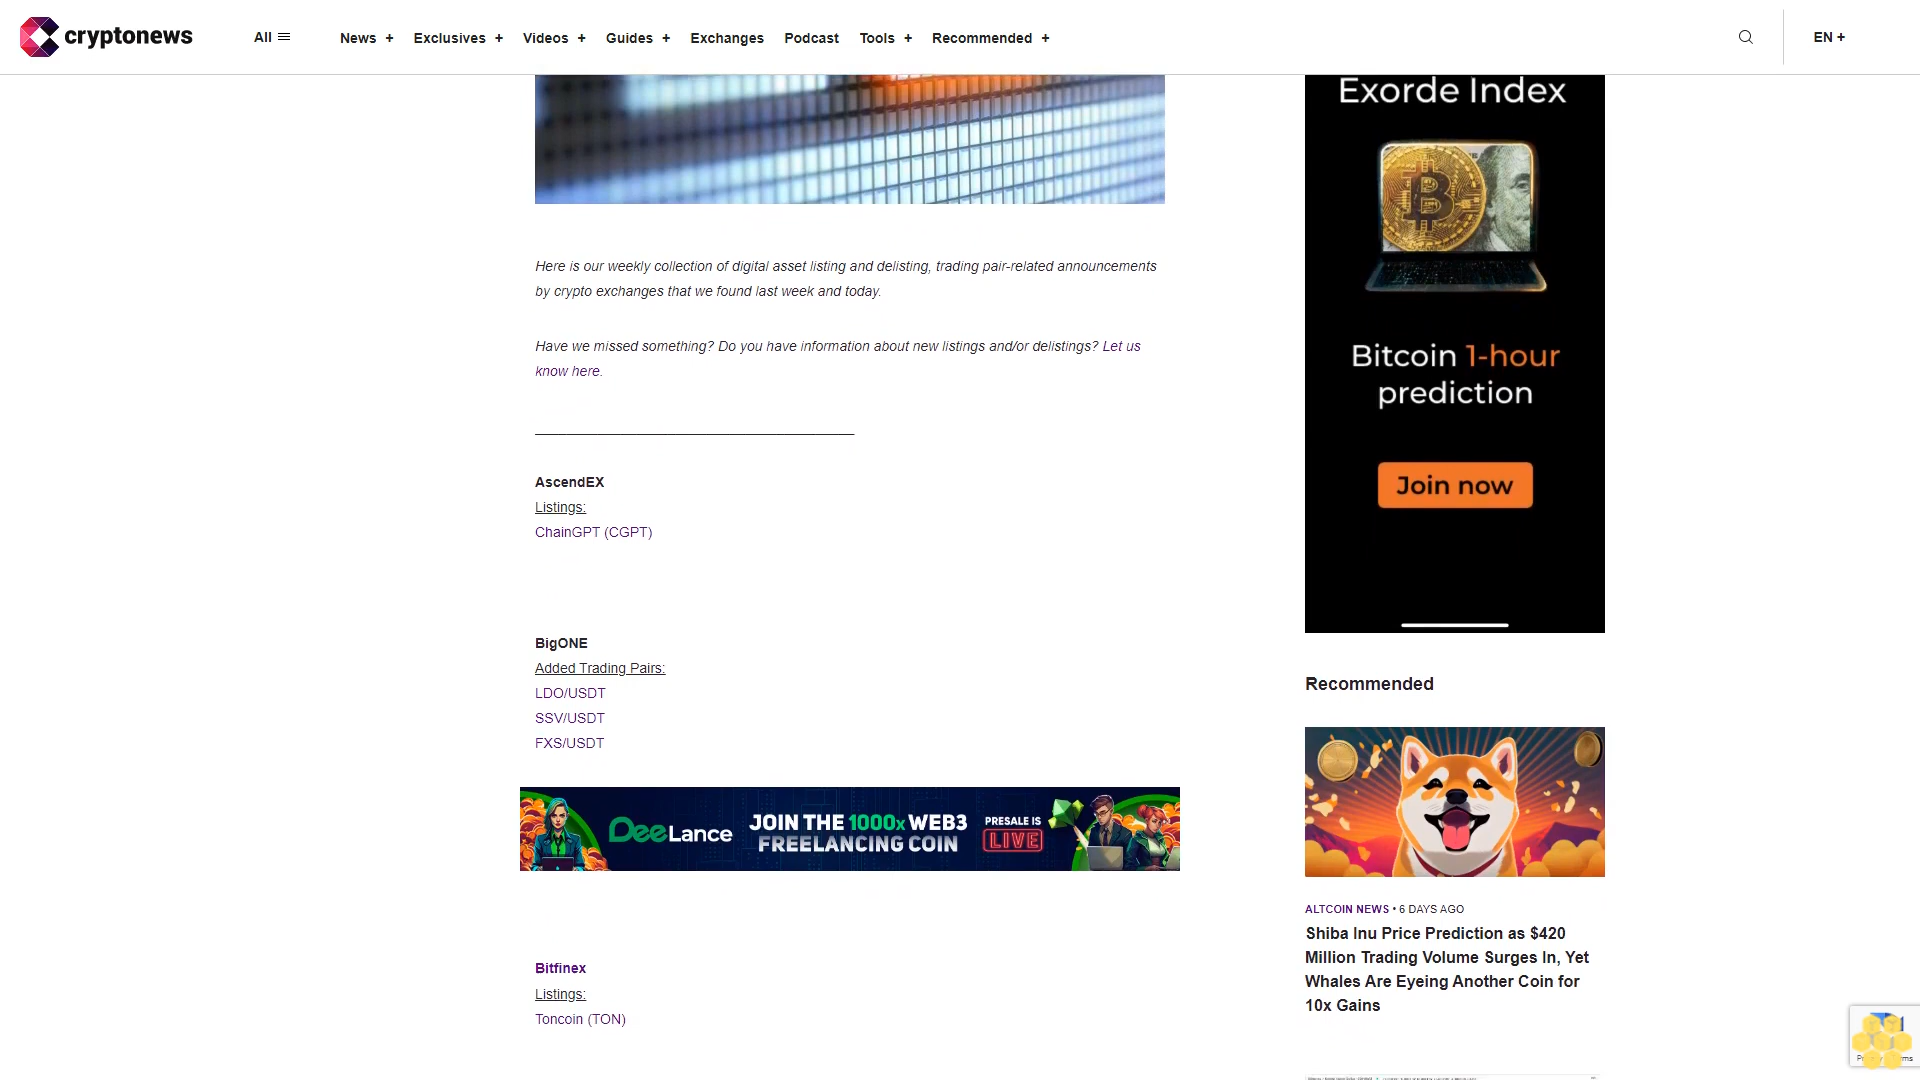 cryptonews
All
News +
Exclusives +
Videos +
Guides +
Exchanges
Podcast
Tools +
Recommended +
EN +
Here is our weekly collection of digital asset listing and delisting, trading pair-related announcements
by crypto exchanges that we found last week and today.
Have we missed something? Do you have information about new listings and/or delistings? Let us
know here.
AscendEX
Listings:
ChainGPT (CGPT)
BigONE
Added Trading Pairs:
LDO/USDT
SSV/USDT
FXS/USDT
DeeLance
JOIN THE 1000x WEB3
FREELANCING COIN
PRESALE IS
LIVE
Bitfinex
Listings:
Toncoin (TON)
Exorde Index
Bitcoin 1-hour
prediction
Join now
Recommended
ALTCOIN NEWS • 6 DAYS AGO
Shiba Inu Price Prediction as $420
Million Trading Volume Surges In, Yet
Whales Are Eyeing Another Coin for
10x Gains